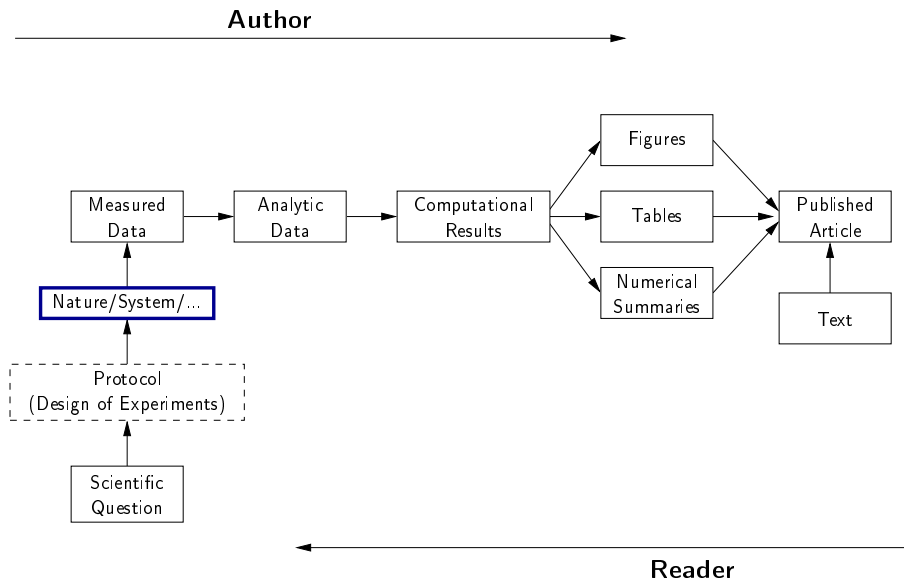 Author
Figures
Measured
Data
Analytic
Data
Computational
Results
Tables
Published
Article
Nature/System/...
Numerical
Summaries
Text
Protocol
(Design of Experiments)
Scientific
Question
Reader